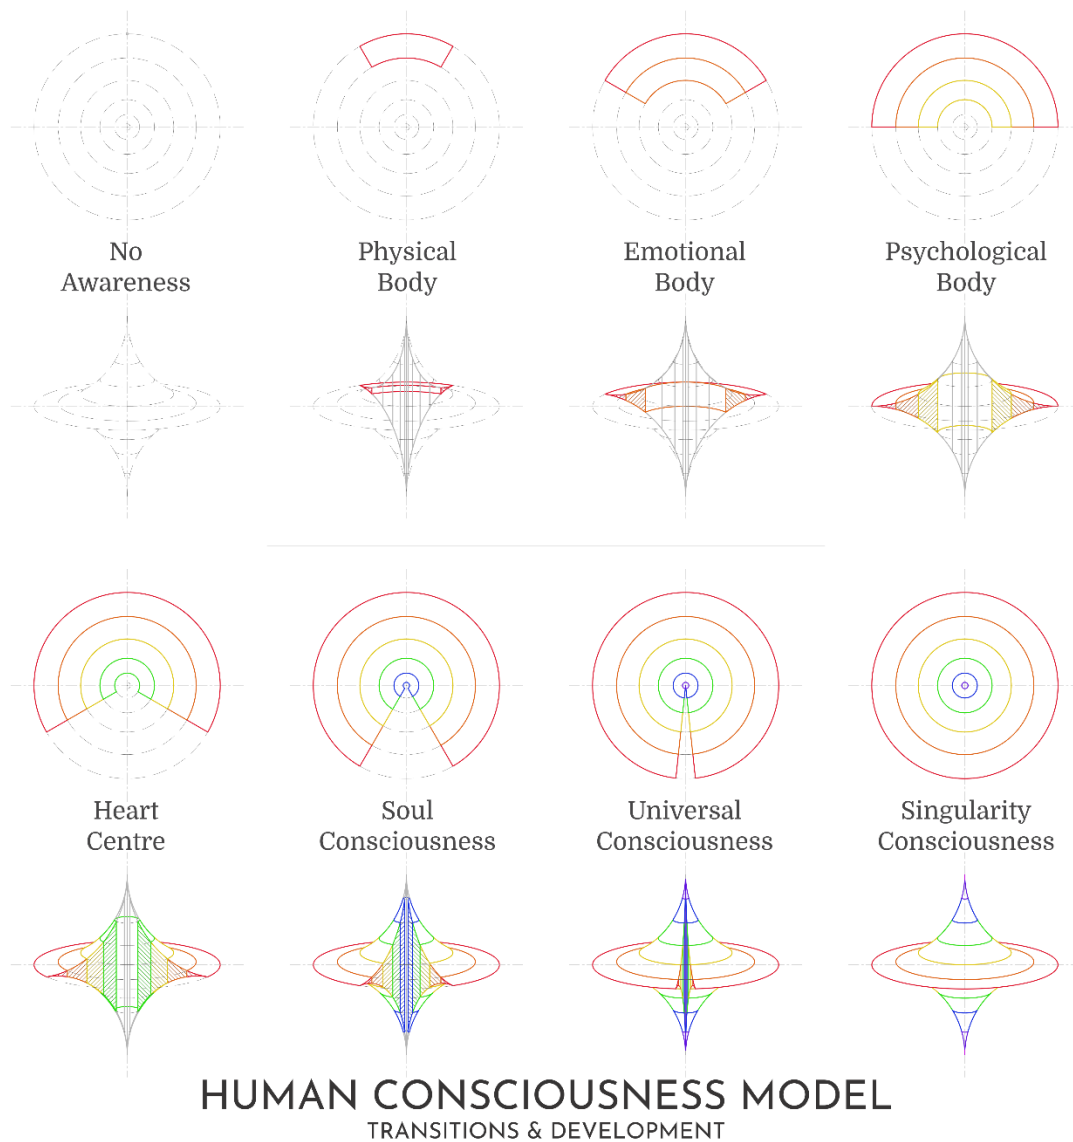 No
Awareness
Physical
Body
Emotional
Body
Psychological
Body
Heart
Centre
Soul
Consciousness
Universal
Consciousness
Singularity
Consciousness
HUMAN CONSCIOUSNESS MODEL
TRANSITIONS & DEVELOPMENT